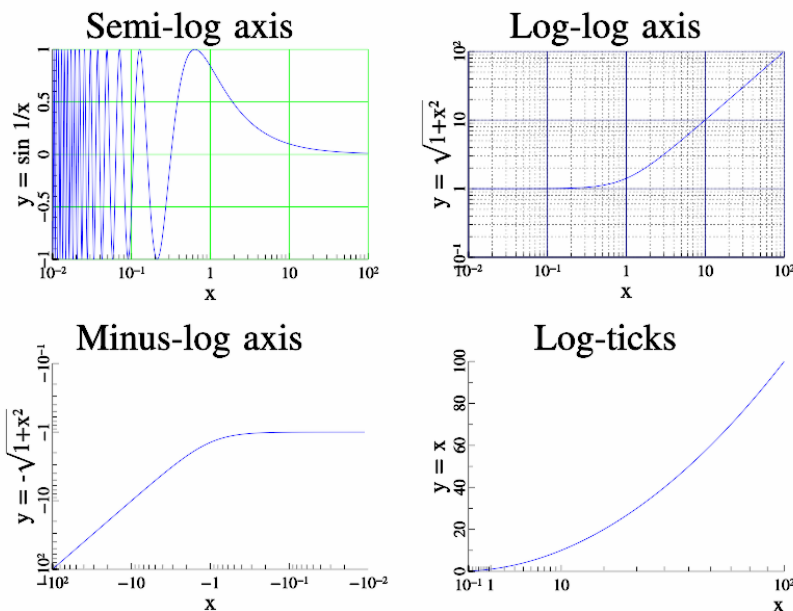 Semi-log axis
1
0.5
0
−0.5
−1
y = sin 1/x
10⁻² 10⁻¹ 1 10 10²
x
Log-log axis
10²
10
1
10⁻¹
y = √1+x²
10⁻² 10⁻¹ 1 10 10²
x
Minus-log axis
−10⁻¹
−1
−10
−10²
y = -√1+x²
−10² −10 −1 −10⁻¹ −10⁻²
x
Log-ticks
100
80
60
40
20
0
y = x
10⁻¹ 1 10 10²
x